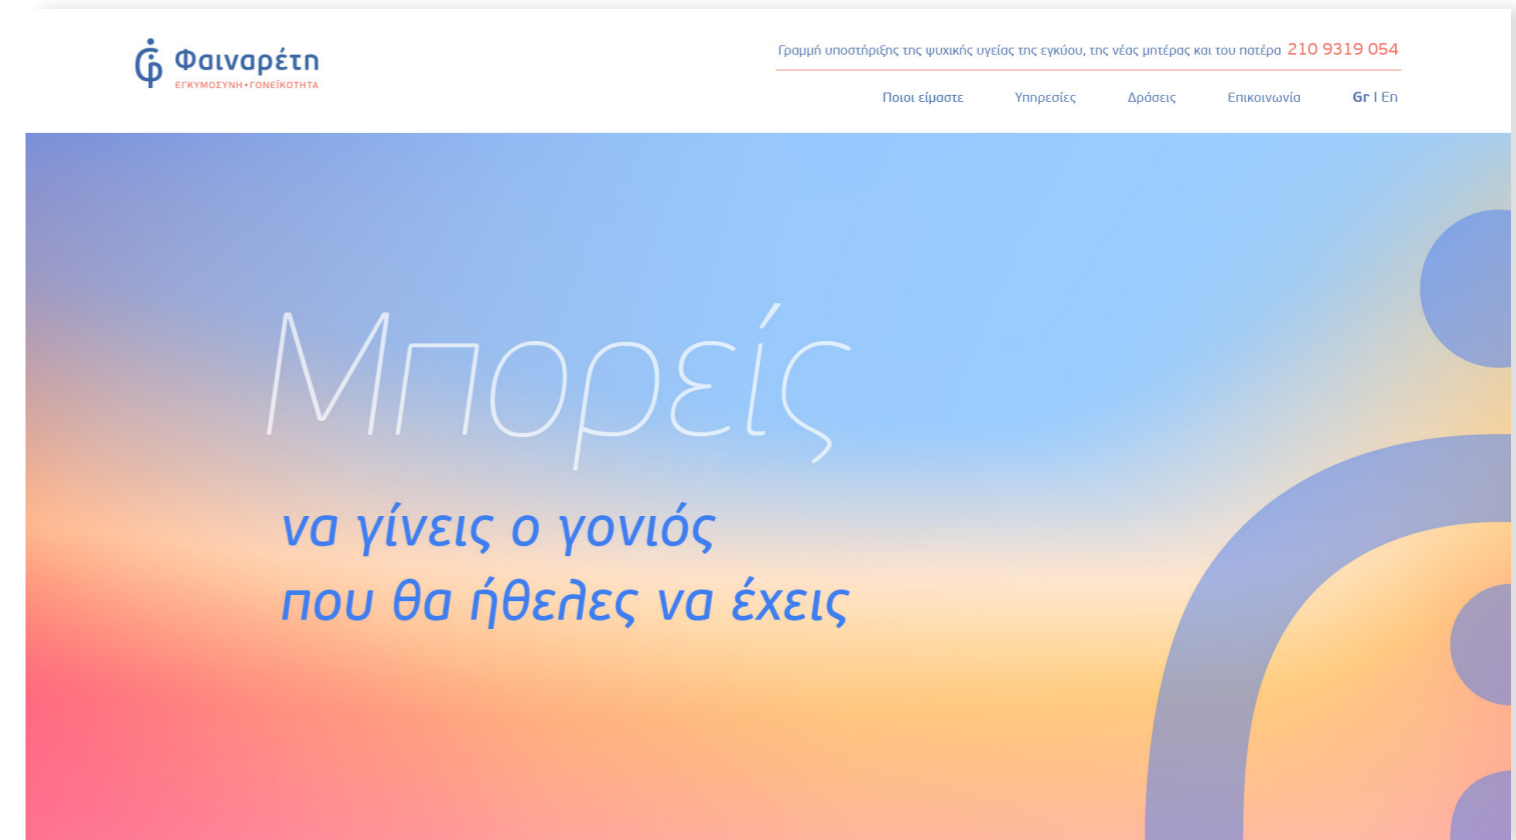 Φαιναρέτη
ΕΓΚΥΜΟΣΥΝΗ•ΓΟΝΕΪΚΟΤΗΤΑ
Γραμμή υποστήριξης της ψυχικής υγείας της εγκύου, της νέας μητέρας και του πατέρα 210 9319 054
Ποιοι είμαστε Υπηρεσίες Δράσεις Επικοινωνία Gr | En
Μπορείς
να γίνεις ο γονιός
που θα ήθελες να έχεις